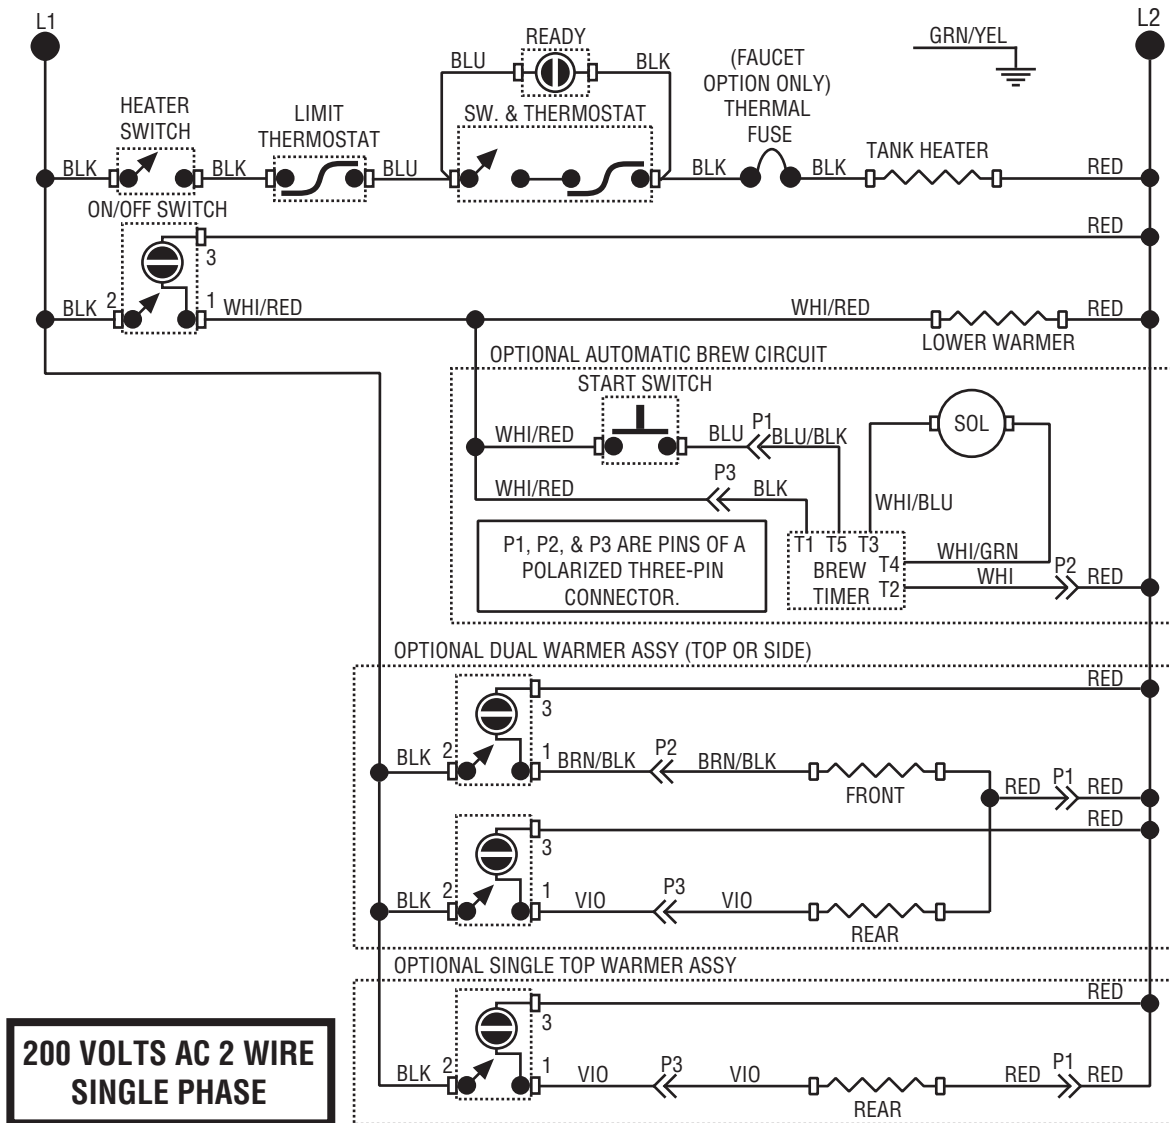 L1
L2
READY
GRN/YEL
BLU
BLK
(FAUCET
OPTION ONLY)
THERMAL
FUSE
HEATER
SWITCH
LIMIT
THERMOSTAT
SW. & THERMOSTAT
TANK HEATER
BLK
BLK
BLU
BLK
BLK
RED
ON/OFF SWITCH
3
RED
BLK
2
1
WHI/RED
WHI/RED
RED
LOWER WARMER
OPTIONAL AUTOMATIC BREW CIRCUIT
START SWITCH
WHI/RED
BLU
P1
BLU/BLK
SOL
WHI/RED
P3
BLK
WHI/BLU
P1, P2, & P3 ARE PINS OF A
POLARIZED THREE-PIN
CONNECTOR.
T1 T5 T3
T4
BREW
TIMER
T2
WHI/GRN
WHI
P2
RED
OPTIONAL DUAL WARMER ASSY (TOP OR SIDE)
RED
3
BLK
2
1
BRN/BLK
P2
BRN/BLK
FRONT
RED
P1
RED
RED
3
BLK
2
1
VIO
P3
VIO
REAR
OPTIONAL SINGLE TOP WARMER ASSY
RED
3
BLK
2
1
VIO
P3
VIO
REAR
RED
P1
RED
200 VOLTS AC 2 WIRE
SINGLE PHASE